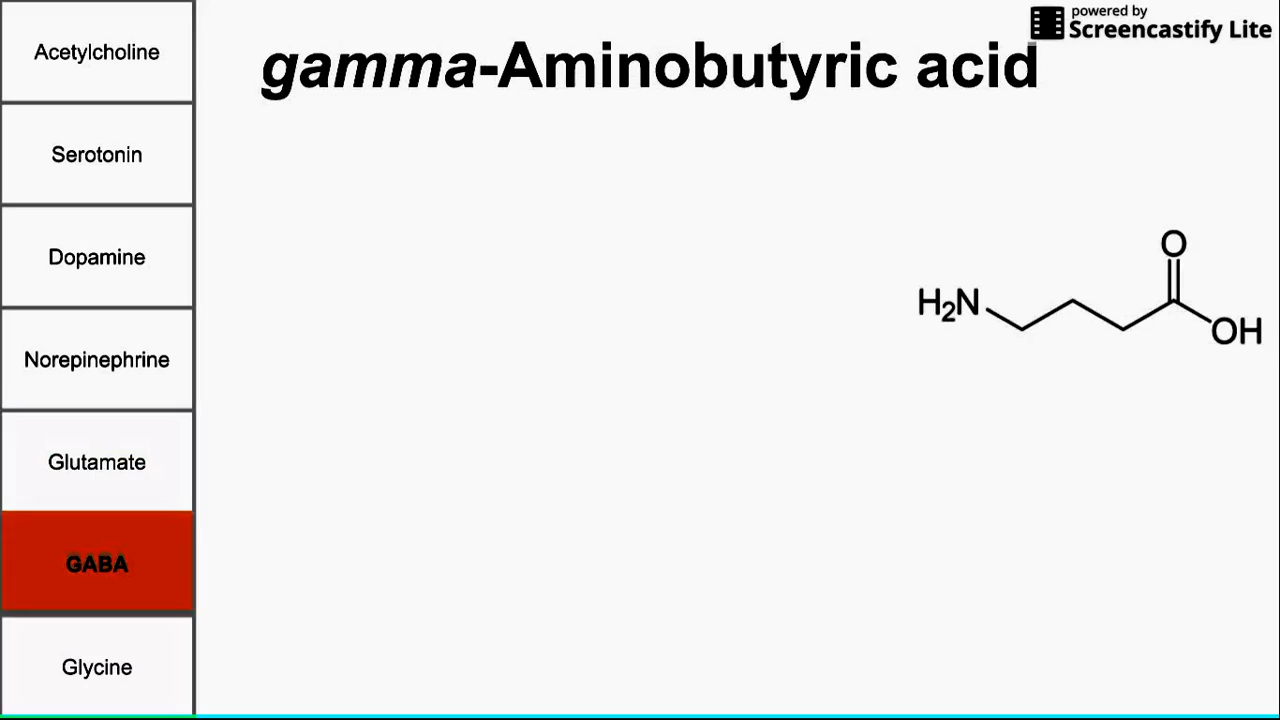 powered by
Screencastify Lite
gamma-Aminobutyric acid
Acetylcholine
Serotonin
Dopamine
Norepinephrine
Glutamate
GABA
Glycine
O
H₂N
OH